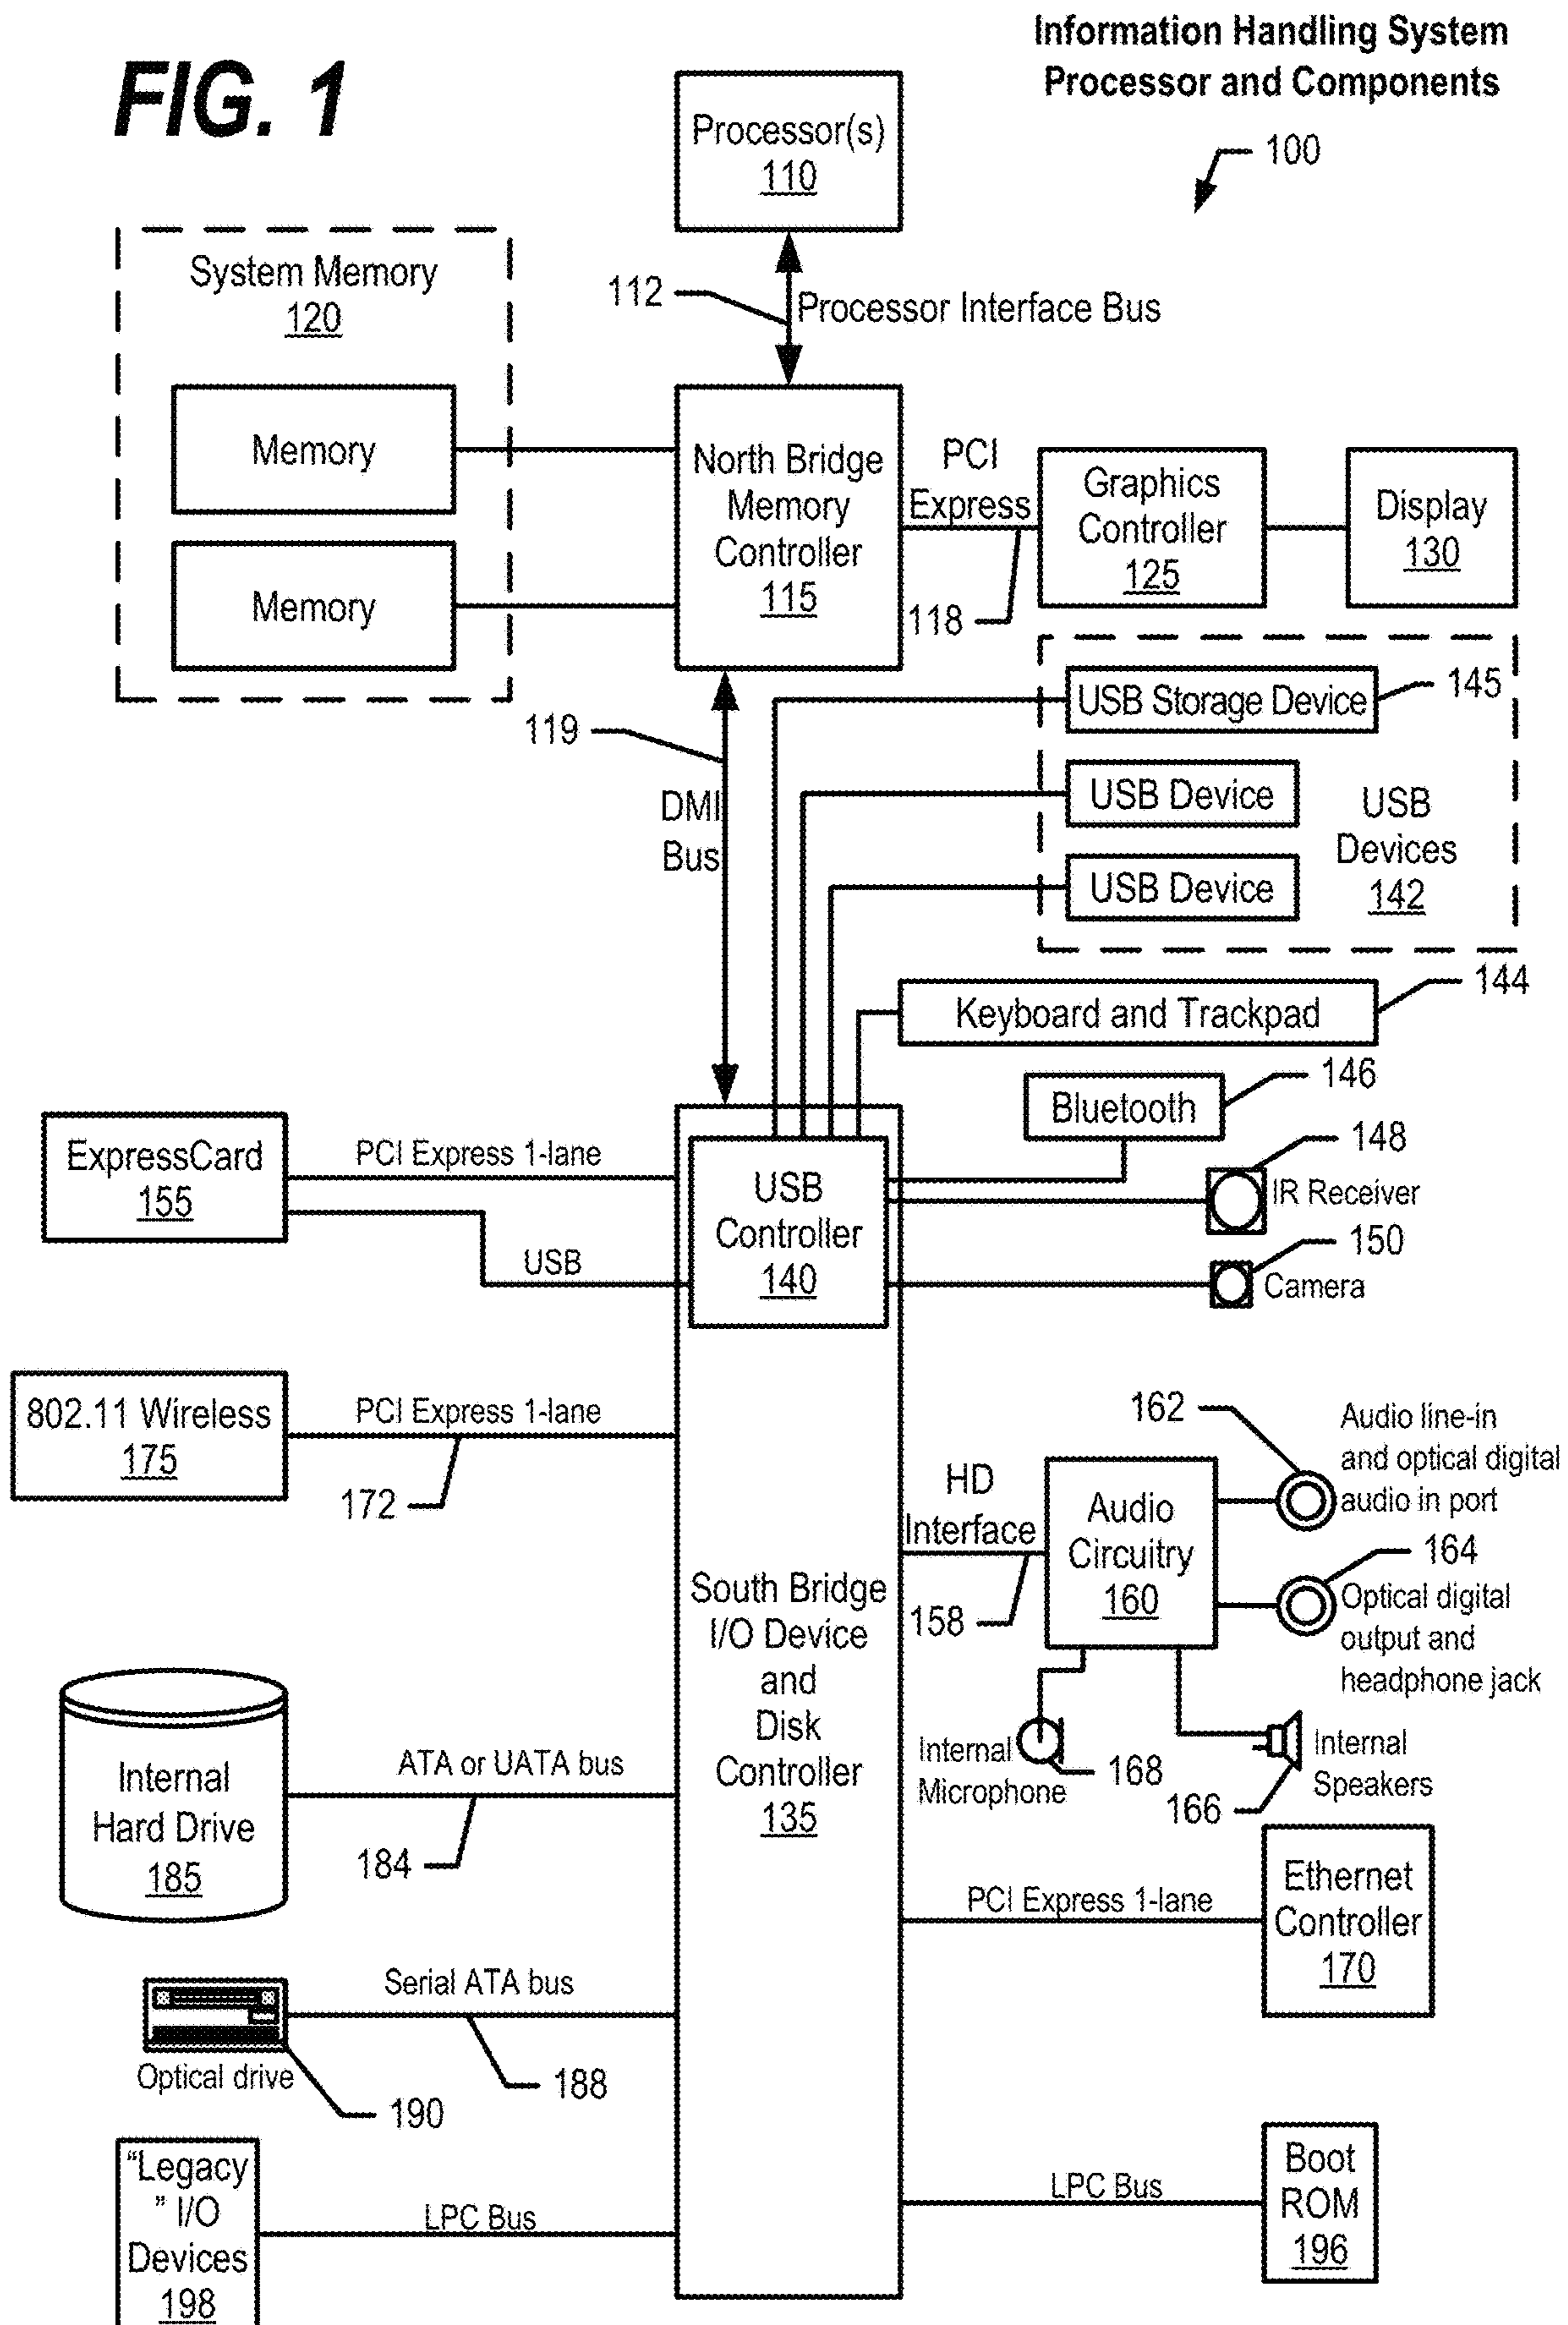 Information Handling System
Processor and Components
FIG. 1
100
Processor(s)
110
System Memory
120
112
Processor Interface Bus
Memory
Memory
North Bridge
Memory
Controller
115
PCI
Express
118
Graphics
Controller
125
Display
130
119
DMI
Bus
USB Storage Device
145
USB Device
USB Device
USB
Devices
142
Keyboard and Trackpad
144
Bluetooth
146
148
IR Receiver
150
Camera
ExpressCard
155
PCI Express 1-lane
USB
USB
Controller
140
802.11 Wireless
175
PCI Express 1-lane
172
HD
Interface
158
Audio
Circuitry
160
162
Audio line-in
and optical digital
audio in port
164
Optical digital
output and
headphone jack
Internal
Microphone
168
166
Internal
Speakers
South Bridge
I/O Device
and
Disk
Controller
135
Internal
Hard Drive
185
ATA or UATA bus
184
PCI Express 1-lane
Ethernet
Controller
170
Serial ATA bus
188
Optical drive
190
"Legacy
" I/O
Devices
198
LPC Bus
LPC Bus
Boot
ROM
196